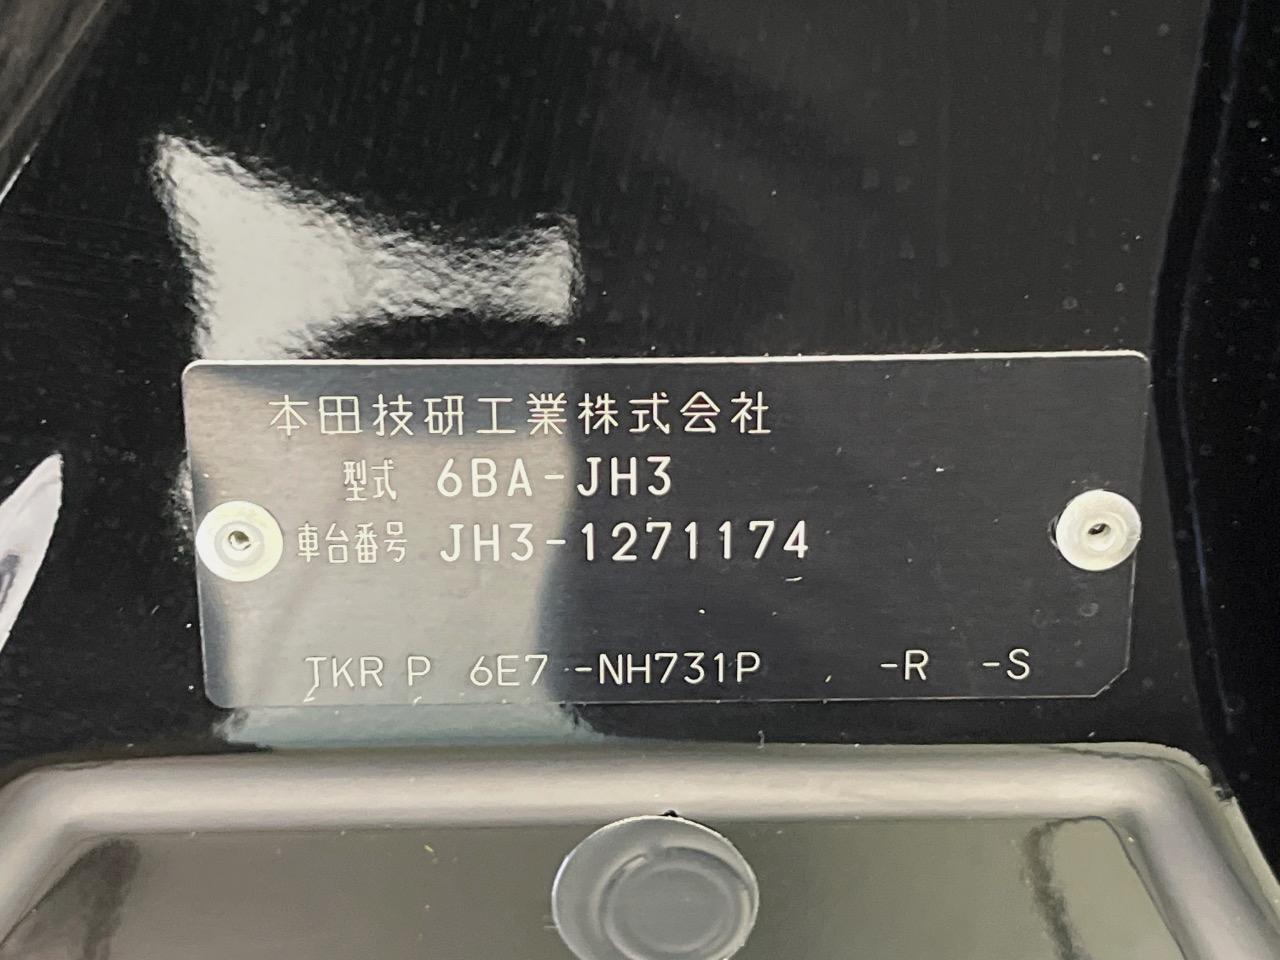 本田技研工業株式会社
型式 6BA-JH3
車台番号 JH3-1271174
TKR P 6E7 -NH731P -R -S